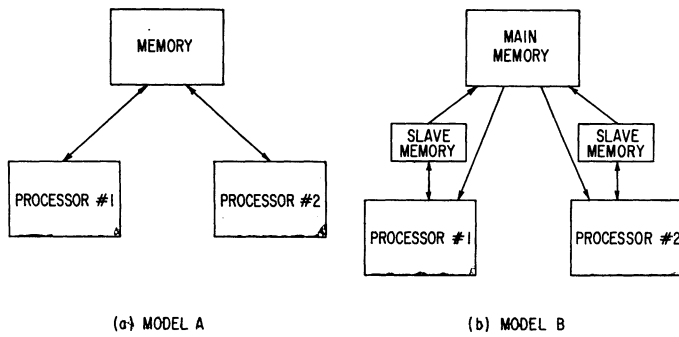 MEMORY
PROCESSOR #1
PROCESSOR #2
(a) MODEL A
MAIN
MEMORY
SLAVE
MEMORY
SLAVE
MEMORY
PROCESSOR #1
PROCESSOR #2
(b) MODEL B